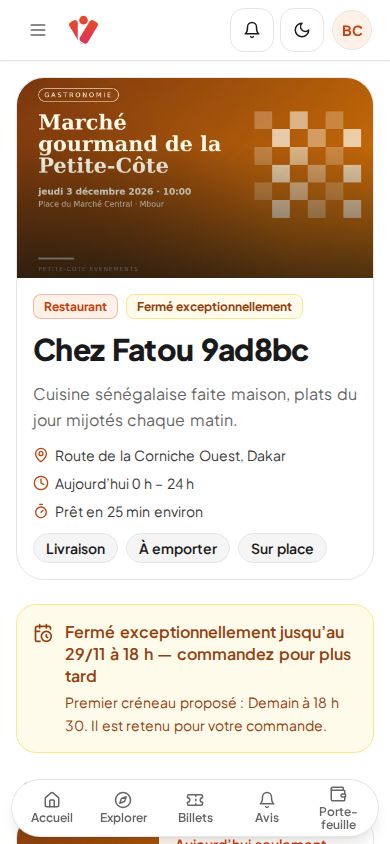 BC
GASTRONOMIE
Marché
gourmand de la
Petite-Côte
jeudi 3 décembre 2026 · 10:00
Place du Marché Central · Mbour
PETITE-CÔTE ÉVÉNEMENTS
Restaurant
Fermé exceptionnellement
Chez Fatou 9ad8bc
Cuisine sénégalaise faite maison, plats du
jour mijotés chaque matin.
Route de la Corniche Ouest, Dakar
Aujourd’hui 0 h – 24 h
Prêt en 25 min environ
Livraison
À emporter
Sur place
Fermé exceptionnellement jusqu’au
29/11 à 18 h — commandez pour plus
tard
Premier créneau proposé : Demain à 18 h
30. Il est retenu pour votre commande.
Accueil
Explorer
Billets
Avis
Porte-
feuille
Aujourd’hui seulement